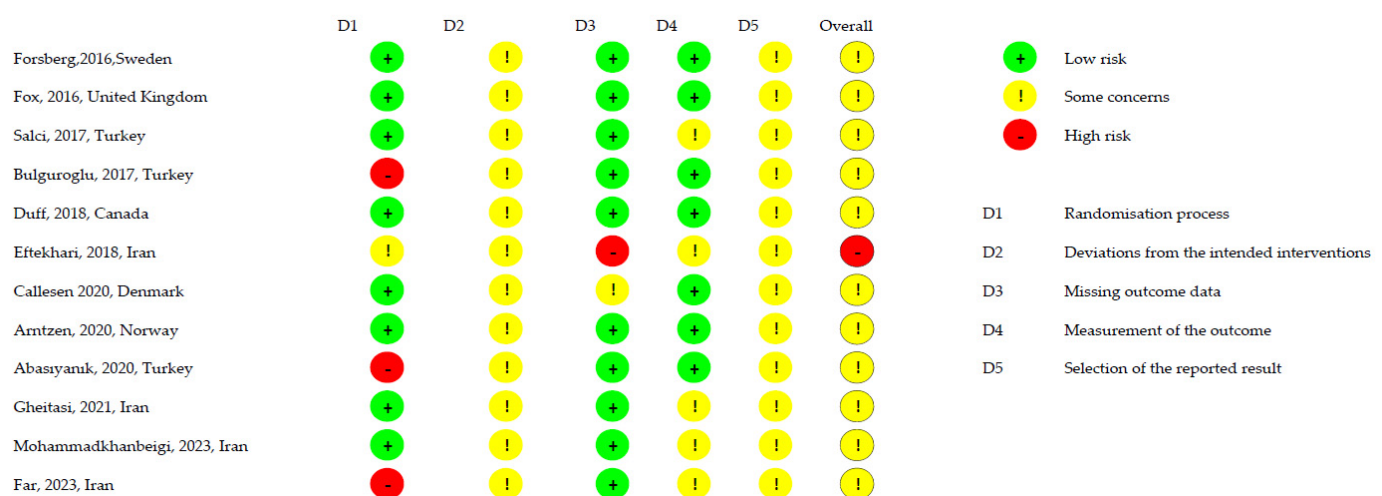 D1 D2 D3 D4 D5 Overall
Forsberg,2016,Sweden + ! + + ! !
Fox, 2016, United Kingdom + ! + + ! !
Salci, 2017, Turkey + ! + ! ! !
Bulguroglu, 2017, Turkey - ! + + ! !
Duff, 2018, Canada + ! + + ! !
Eftekhari, 2018, Iran ! ! - ! ! -
Callesen 2020, Denmark + ! ! + ! !
Arntzen, 2020, Norway + ! + + ! !
Abasıyanık, 2020, Turkey - ! + + ! !
Gheitasi, 2021, Iran + ! + ! ! !
Mohammadkhanbeigi, 2023, Iran + ! + ! ! !
Far, 2023, Iran - ! + ! ! !
+ Low risk
! Some concerns
- High risk
D1 Randomisation process
D2 Deviations from the intended interventions
D3 Missing outcome data
D4 Measurement of the outcome
D5 Selection of the reported result